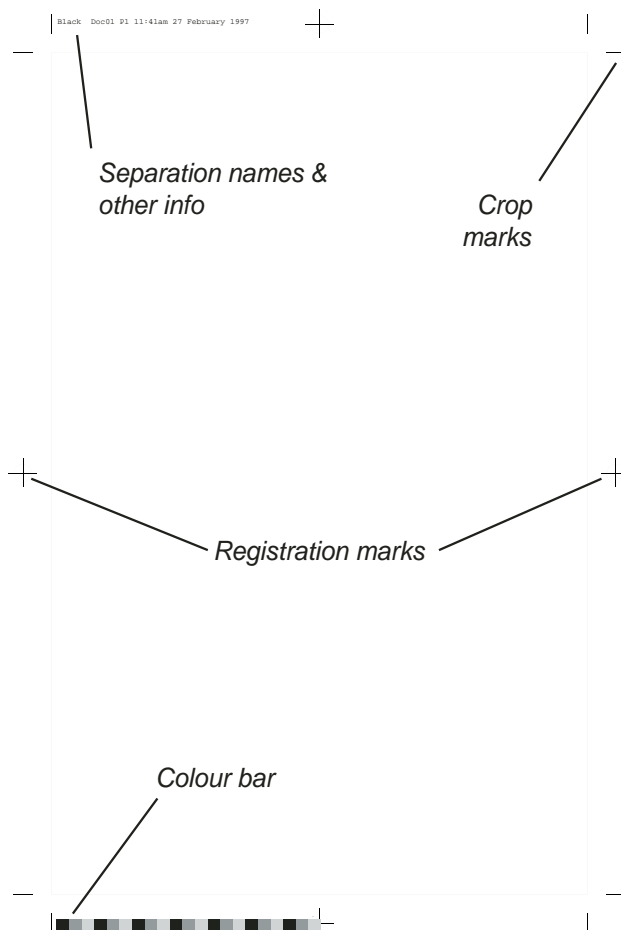 Black  Doc01 P1 11:41am 27 February 1997
Separation names &
other info
Crop
marks
Registration marks
Colour bar